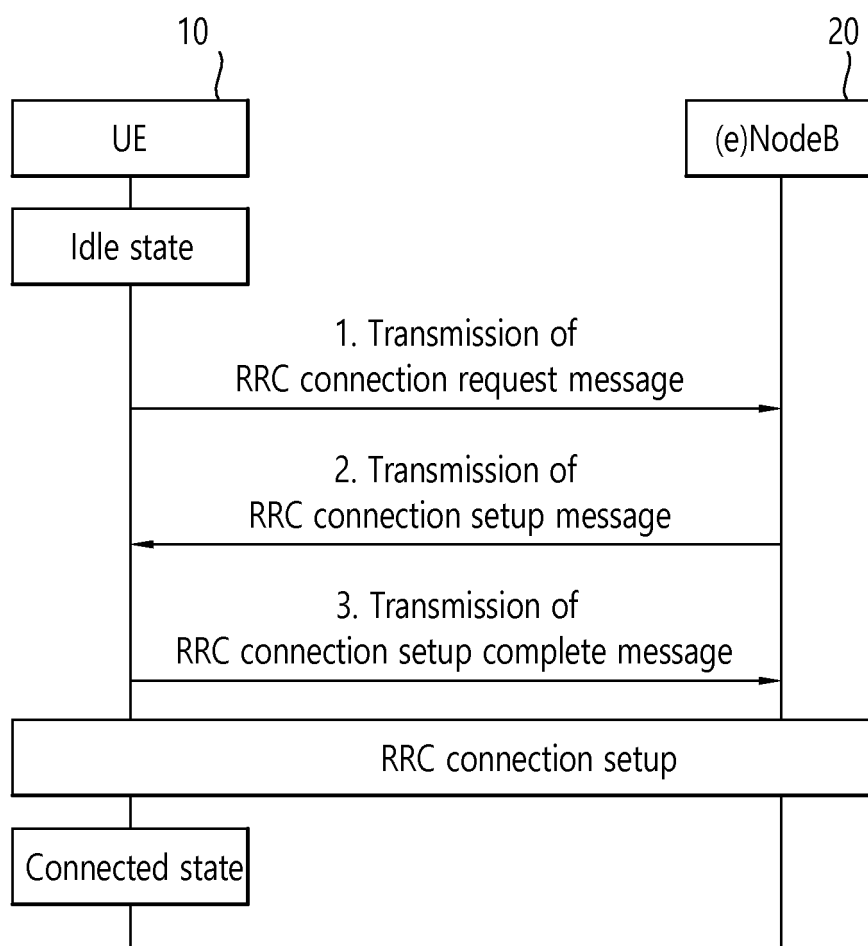 10
20
UE
(e)NodeB
Idle state
1. Transmission of
RRC connection request message
2. Transmission of
RRC connection setup message
3. Transmission of
RRC connection setup complete message
RRC connection setup
Connected state